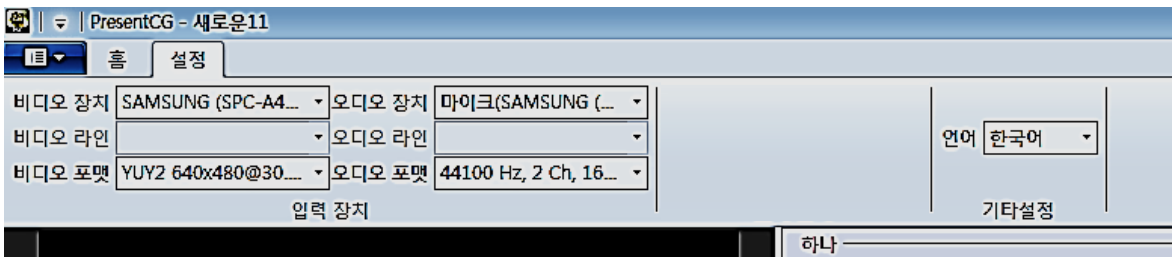 PresentCG - 새로운11
홈 설정
비디오 장치 SAMSUNG (SPC-A4... 오디오 장치 마이크(SAMSUNG (...
비디오 라인 오디오 라인 언어 한국어
비디오 포맷 YUY2 640x480@30.... 오디오 포맷 44100 Hz, 2 Ch, 16...
입력 장치 기타설정
하나